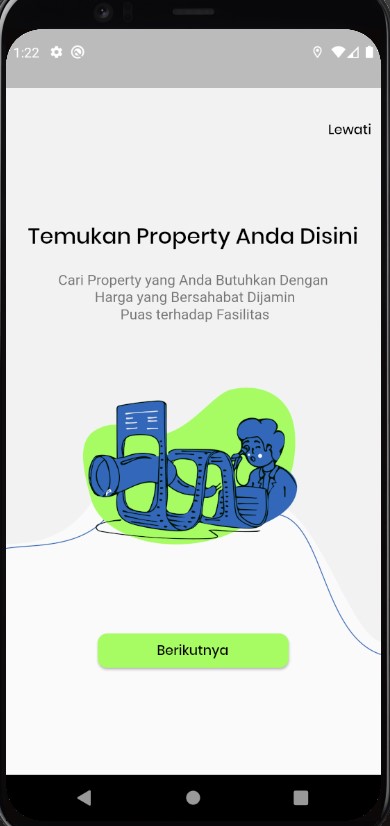 1:22
Lewati
Temukan Property Anda Disini
Cari Property yang Anda Butuhkan Dengan
Harga yang Bersahabat Dijamin
Puas terhadap Fasilitas
Berikutnya